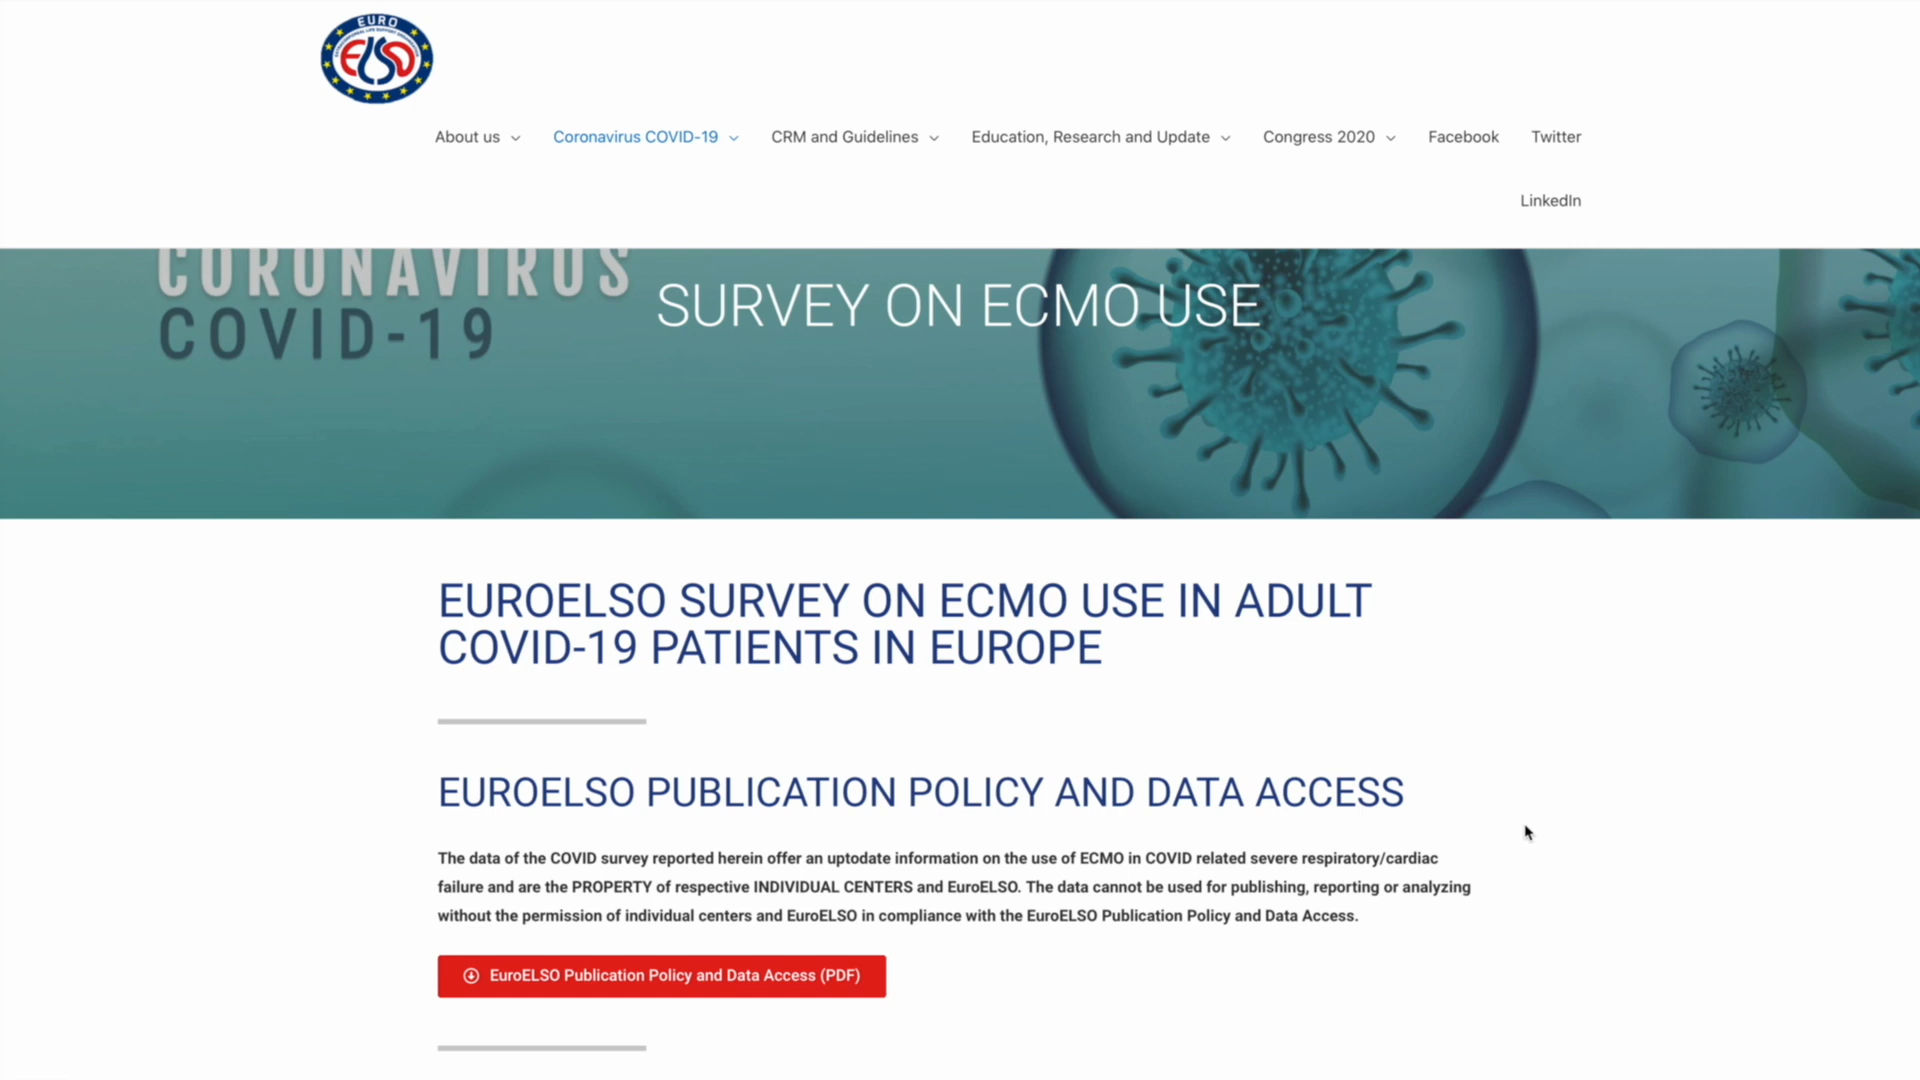 EURO
ELSO
About us
Coronavirus COVID-19
CRM and Guidelines
Education, Research and Update
Congress 2020
Facebook
Twitter
LinkedIn
CORONAVIRUS
COVID-19
SURVEY ON ECMO USE
EUROELSO SURVEY ON ECMO USE IN ADULT
COVID-19 PATIENTS IN EUROPE
EUROELSO PUBLICATION POLICY AND DATA ACCESS
The data of the COVID survey reported herein offer an uptodate information on the use of ECMO in COVID related severe respiratory/cardiac
failure and are the PROPERTY of respective INDIVIDUAL CENTERS and EuroELSO. The data cannot be used for publishing, reporting or analyzing
without the permission of individual centers and EuroELSO in compliance with the EuroELSO Publication Policy and Data Access.
EuroELSO Publication Policy and Data Access (PDF)